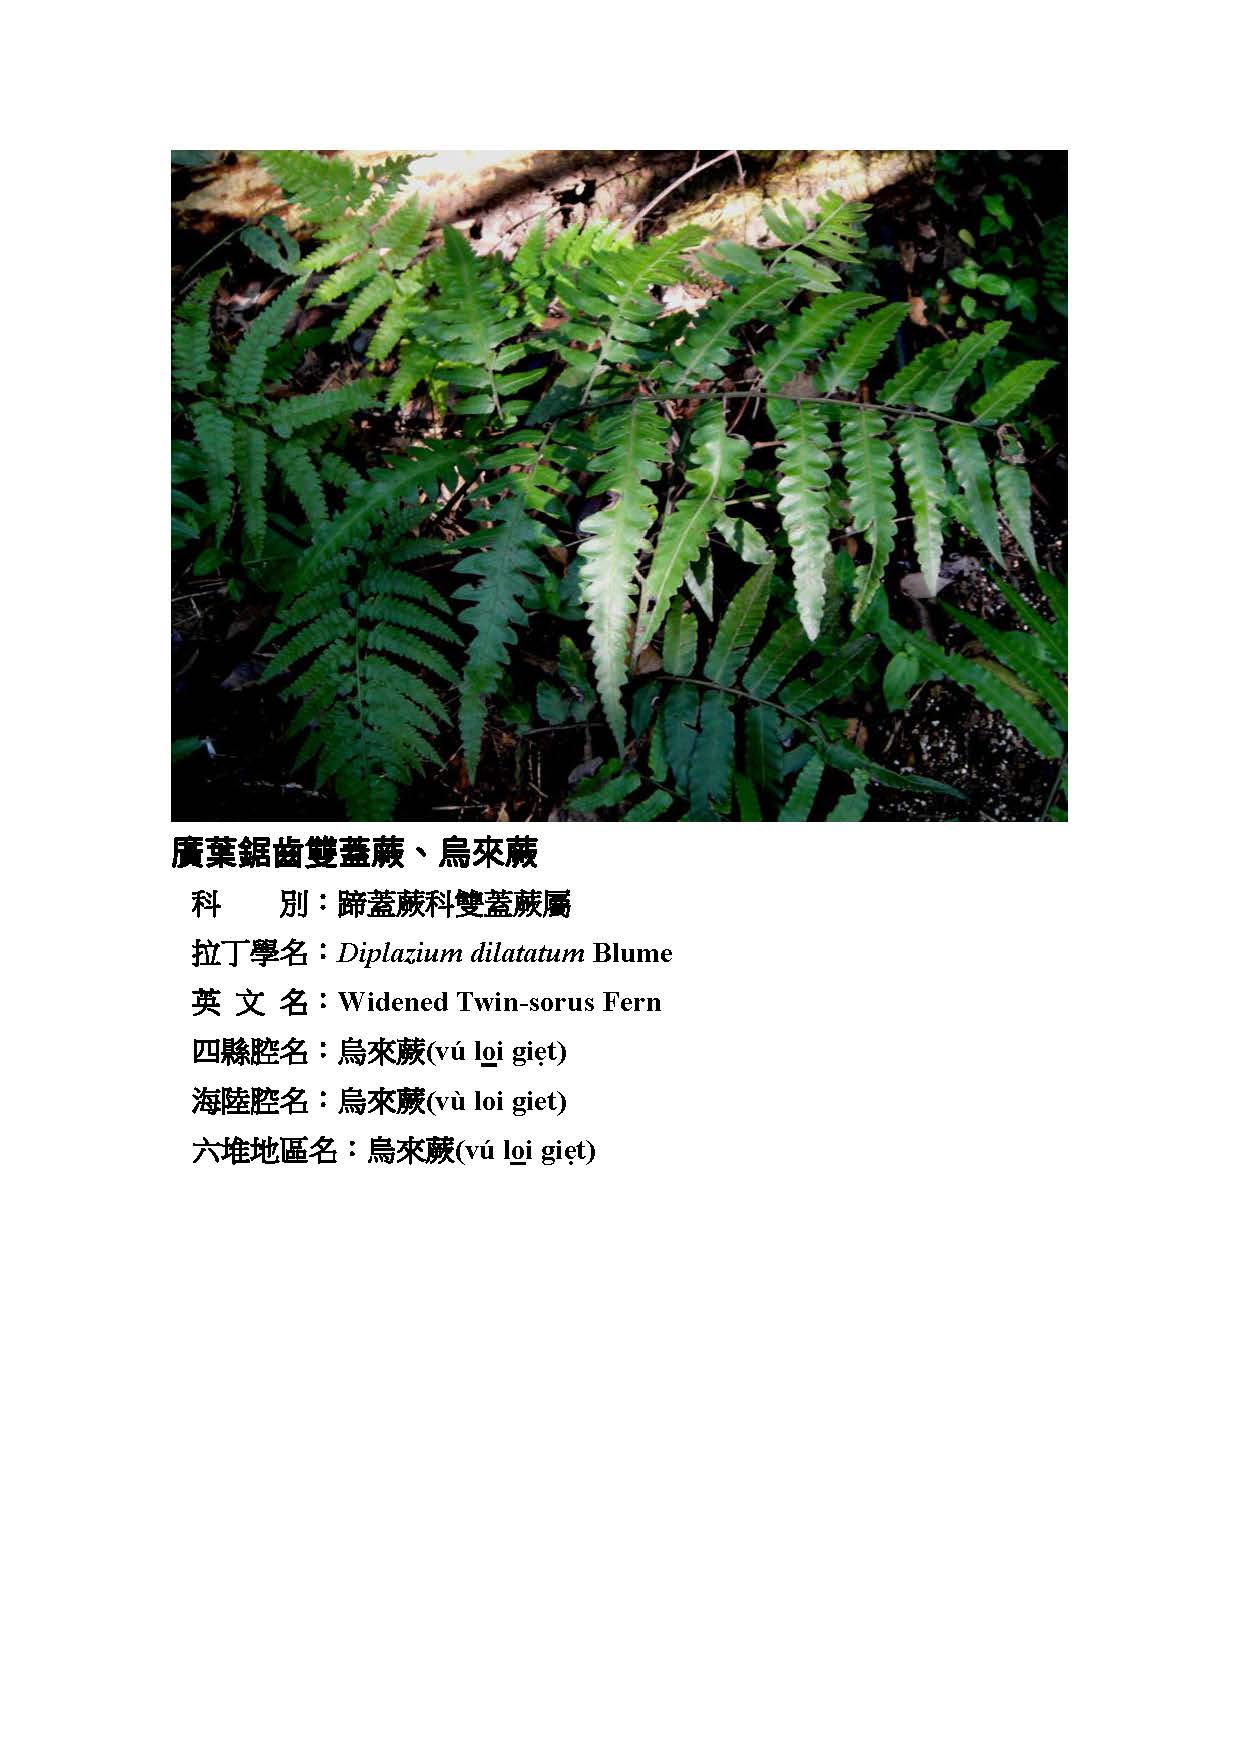 廣葉鋸齒雙蓋蕨、烏來蕨
科　　別：蹄蓋蕨科雙蓋蕨屬
拉丁學名：Diplazium dilatatum Blume
英 文 名：Widened Twin-sorus Fern
四縣腔名：烏來蕨(vú lo̲i giẹt)
海陸腔名：烏來蕨(vù loi giet)
六堆地區名：烏來蕨(vú lo̲i giẹt)